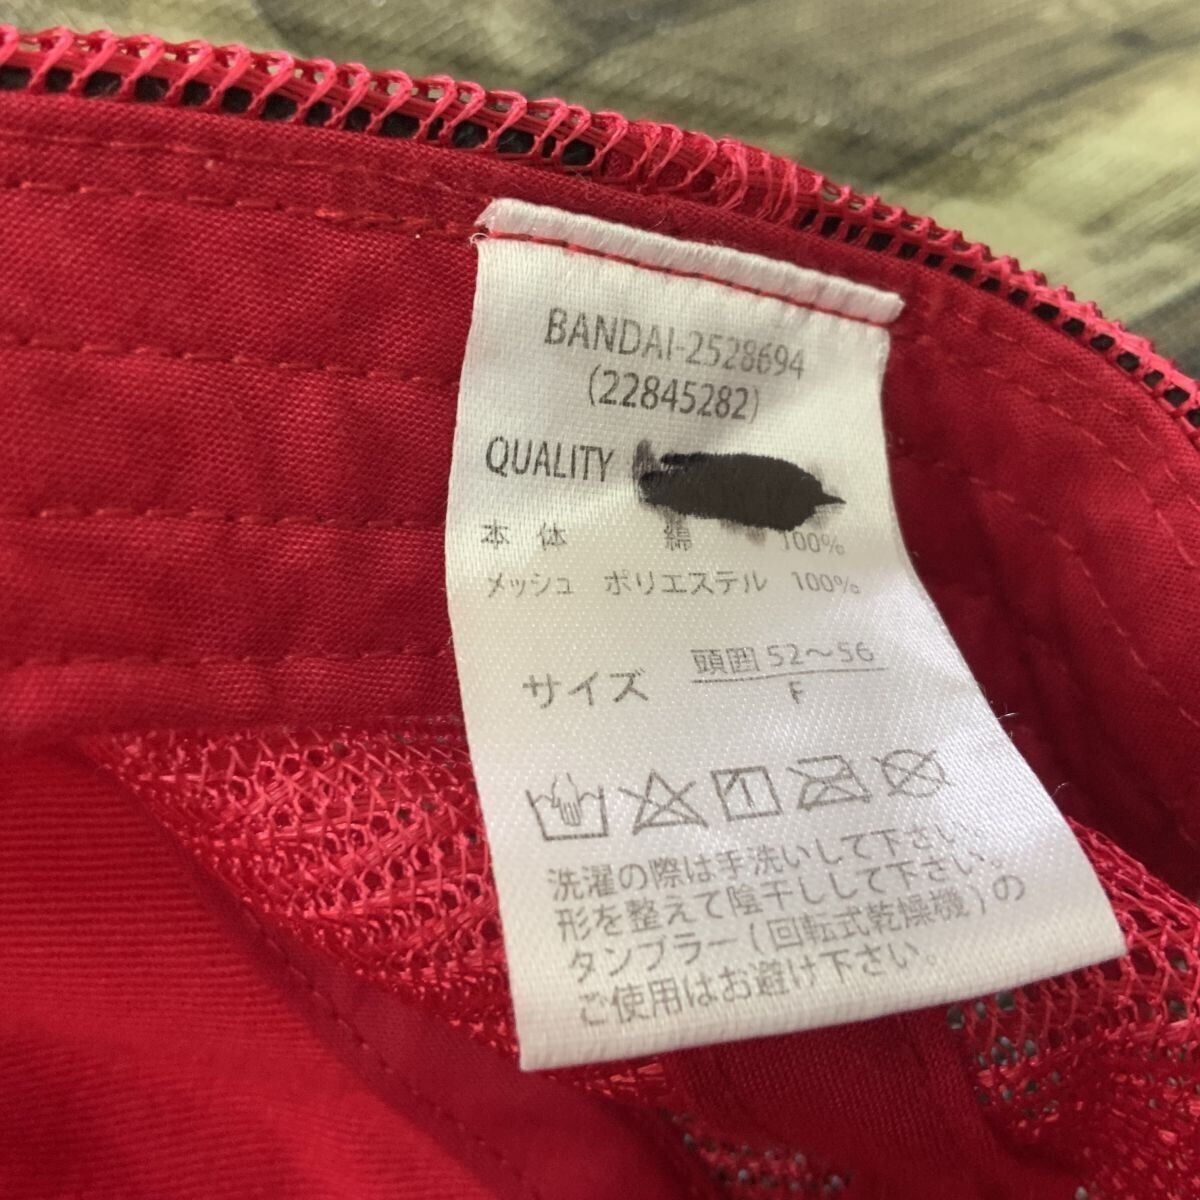 BANDAI-2528694
(22845282)
QUALITY
本 体 綿 100%
メッシュ ポリエステル 100%
サイズ 頭囲 52〜56
F
洗濯の際は手洗いして下さい。
形を整えて陰干しして下さい。
タンブラー(回転式乾燥機)の
ご使用はお避け下さい。